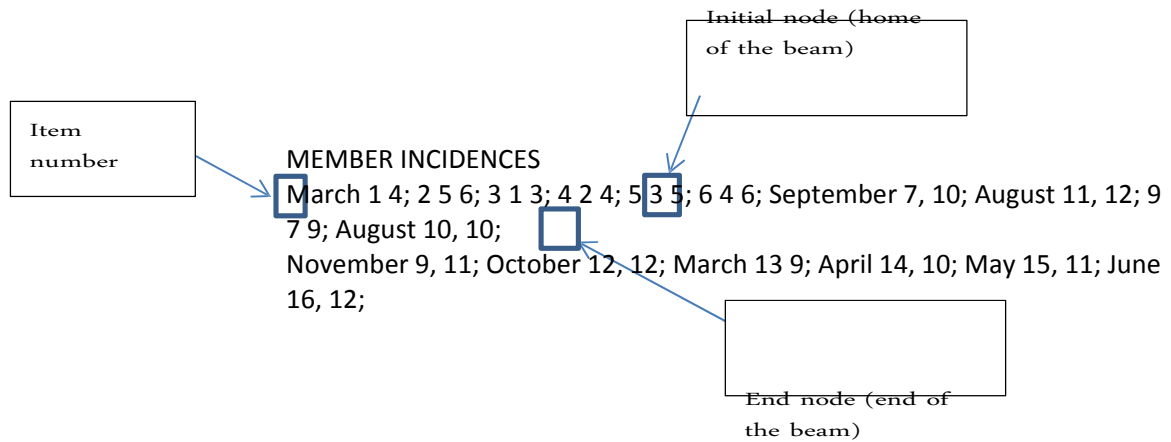 Initial node (home
of the beam)
Item
number
MEMBER INCIDENCES
March 1 4; 2 5 6; 3 1 3; 4 2 4; 5 3 5; 6 4 6; September 7, 10; August 11, 12; 9
7 9; August 10, 10;
November 9, 11; October 12, 12; March 13 9; April 14, 10; May 15, 11; June
16, 12;
End node (end of
the beam)